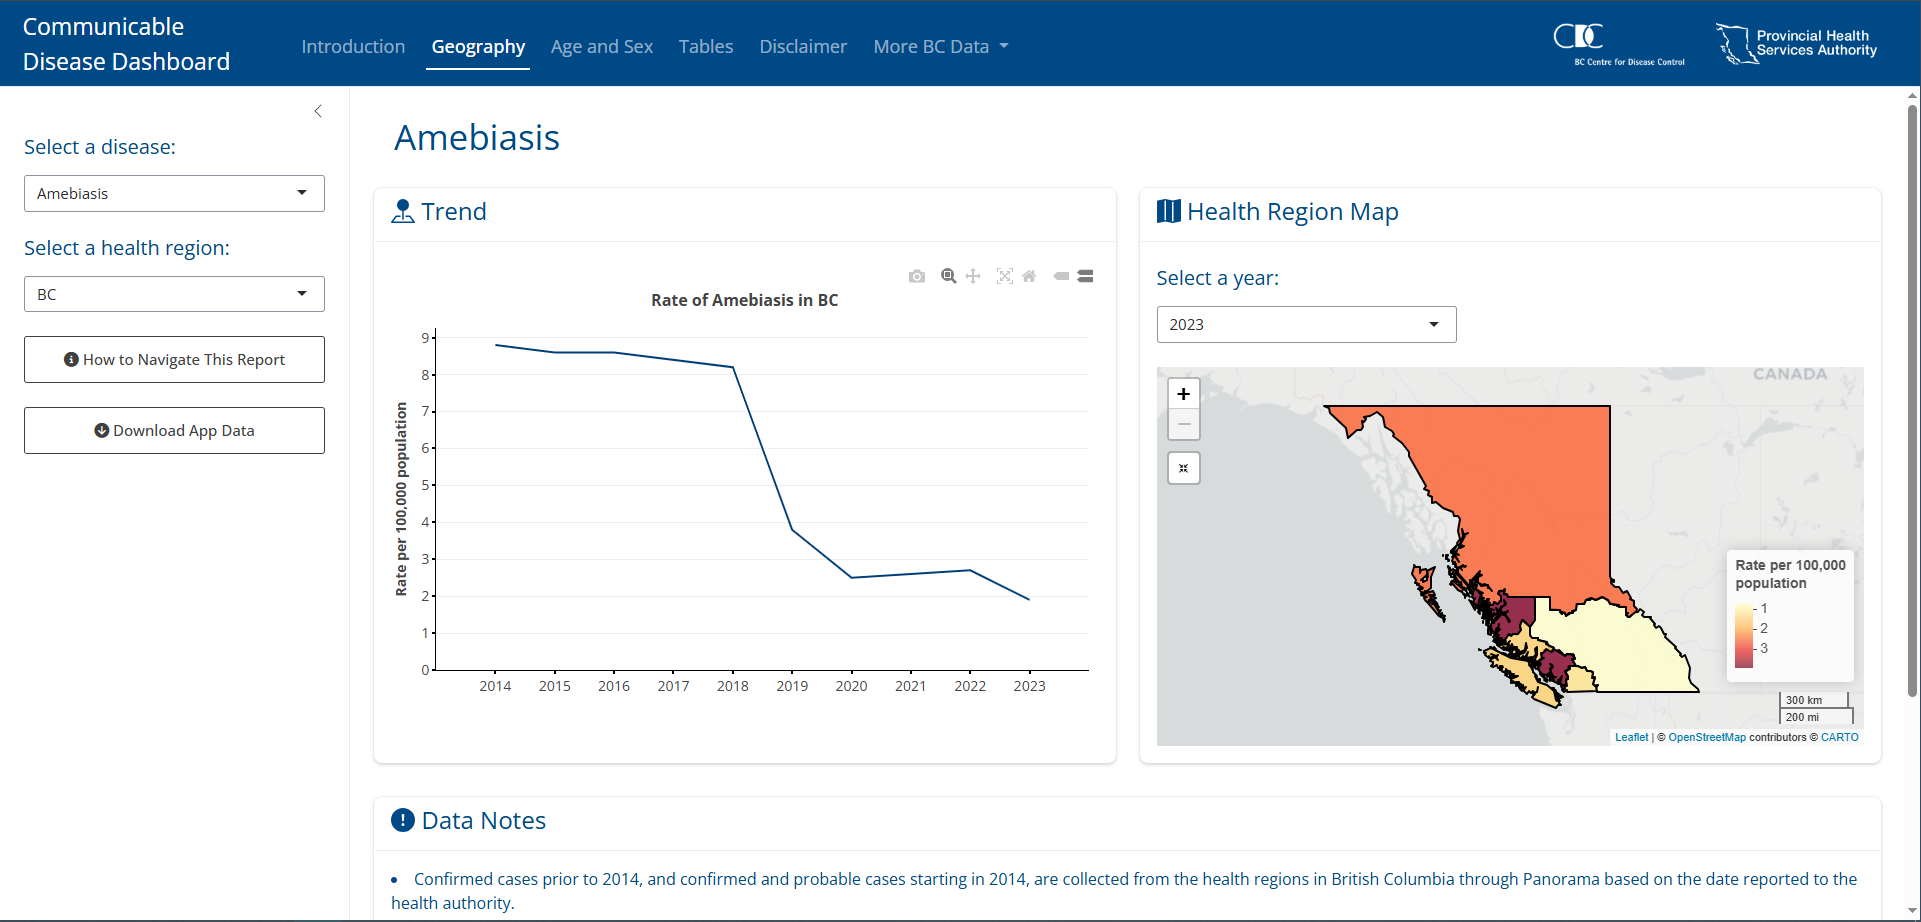 Communicable
Disease Dashboard
Introduction
Geography
Age and Sex
Tables
Disclaimer
More BC Data
CDC
BC Centre for Disease Control
Provincial Health
Services Authority
Select a disease:
Amebiasis
Select a health region:
BC
How to Navigate This Report
Download App Data
Amebiasis
Trend
Rate of Amebiasis in BC
Rate per 100,000 population
9
8
7
6
5
4
3
2
1
0
2014 2015 2016 2017 2018 2019 2020 2021 2022 2023
Health Region Map
Select a year:
2023
+
−
CANADA
Rate per 100,000
population
1
2
3
300 km
200 mi
Leaflet | © OpenStreetMap contributors © CARTO
Data Notes
• Confirmed cases prior to 2014, and confirmed and probable cases starting in 2014, are collected from the health regions in British Columbia through Panorama based on the date reported to the
health authority.